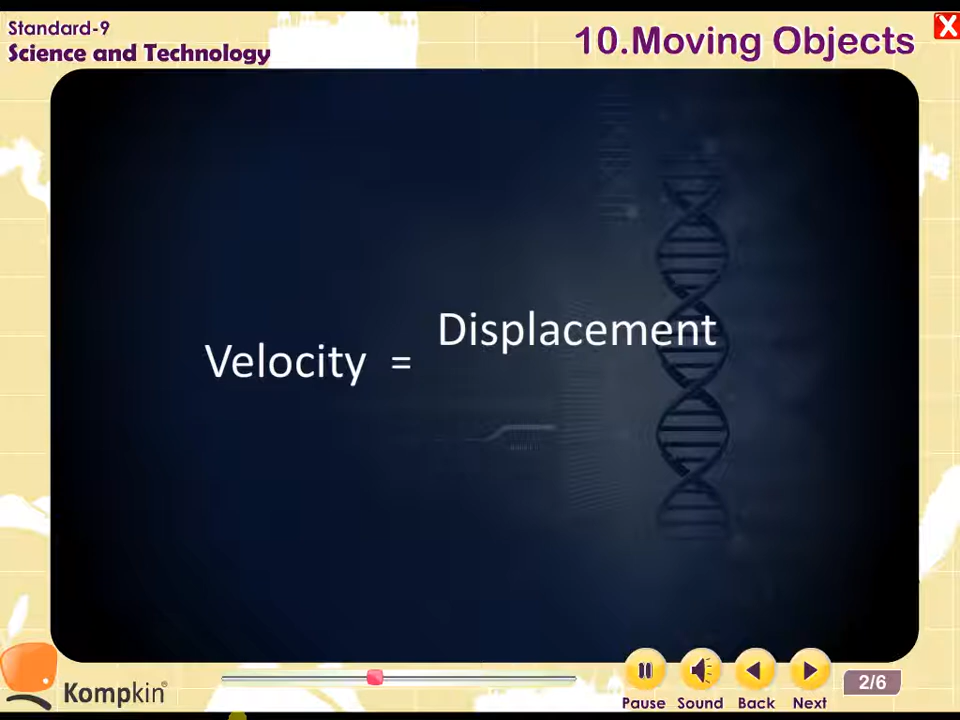 Standard-9
Science and Technology
10.Moving Objects
X
Displacement
Velocity =
Kompkin®
Pause Sound Back Next
2/6